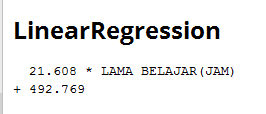 LinearRegression
21.608 * LAMA BELAJAR(JAM)
+ 492.769